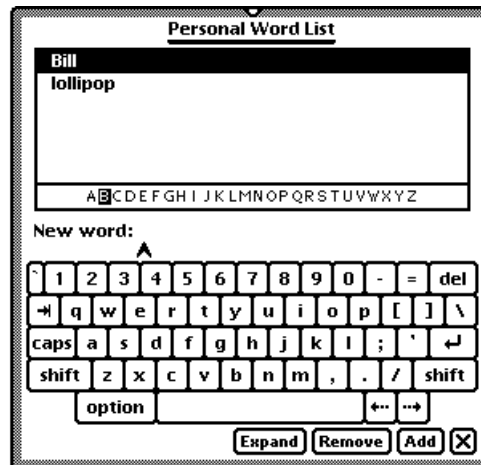 Personal Word List
Bill
lollipop
ABCDEFGHIJKLMNOPQRSTUVWXYZ
New word:
` 1 2 3 4 5 6 7 8 9 0 - = del
⇥ q w e r t y u i o p [ ] \
caps a s d f g h j k l ; ' ↵
shift z x c v b n m , . / shift
option ← →
Expand Remove Add X